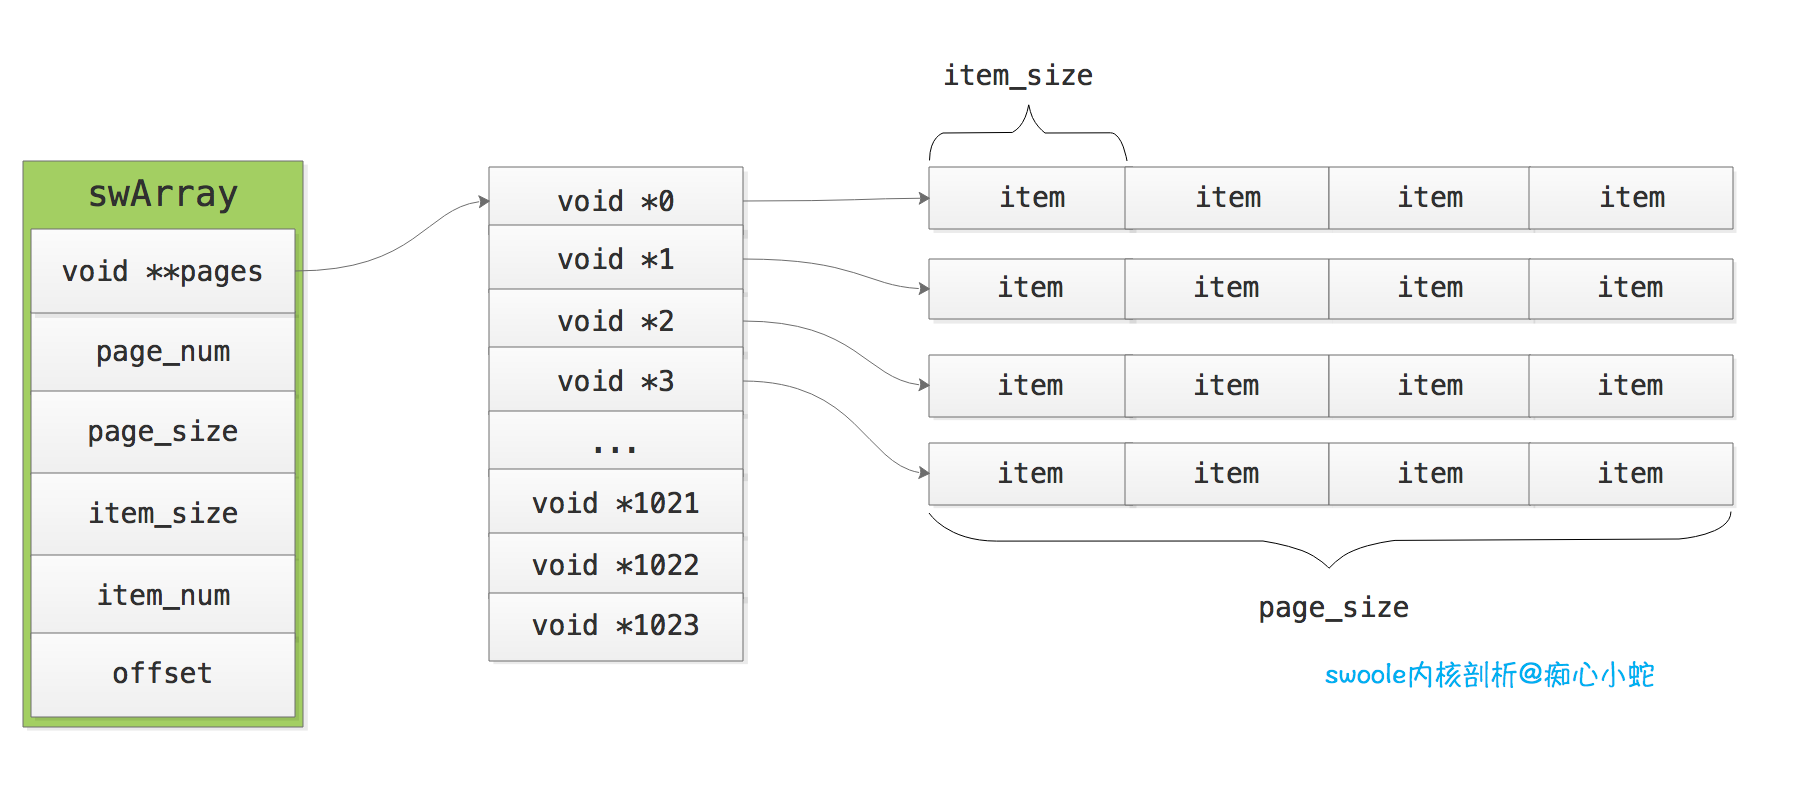 item_size
swArray
void **pages
page_num
page_size
item_size
item_num
offset
void *0
void *1
void *2
void *3
...
void *1021
void *1022
void *1023
item item item item
item item item item
item item item item
item item item item
page_size
swoole内核剖析@痴心小蛇